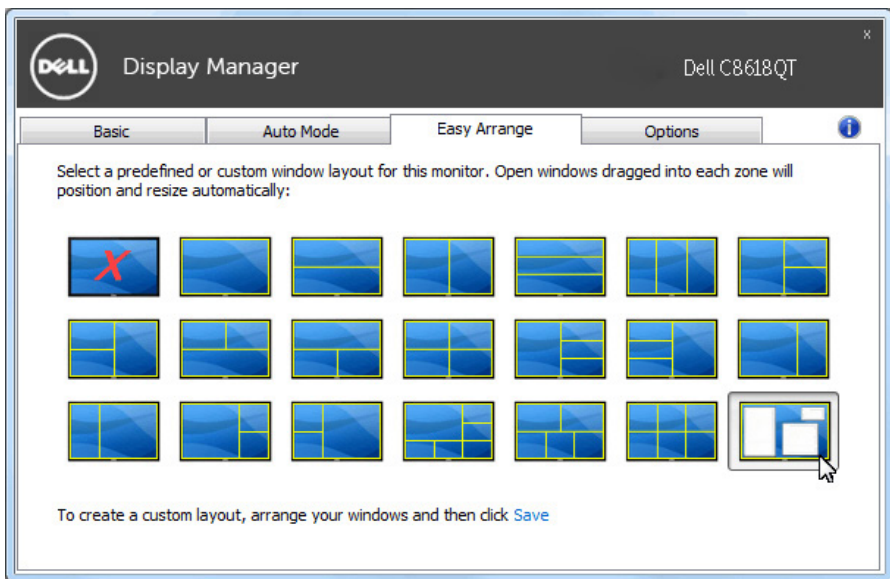 x
DELL Display Manager Dell C8618QT
Basic Auto Mode Easy Arrange Options i
Select a predefined or custom window layout for this monitor. Open windows dragged into each zone will
position and resize automatically:
X
To create a custom layout, arrange your windows and then click Save